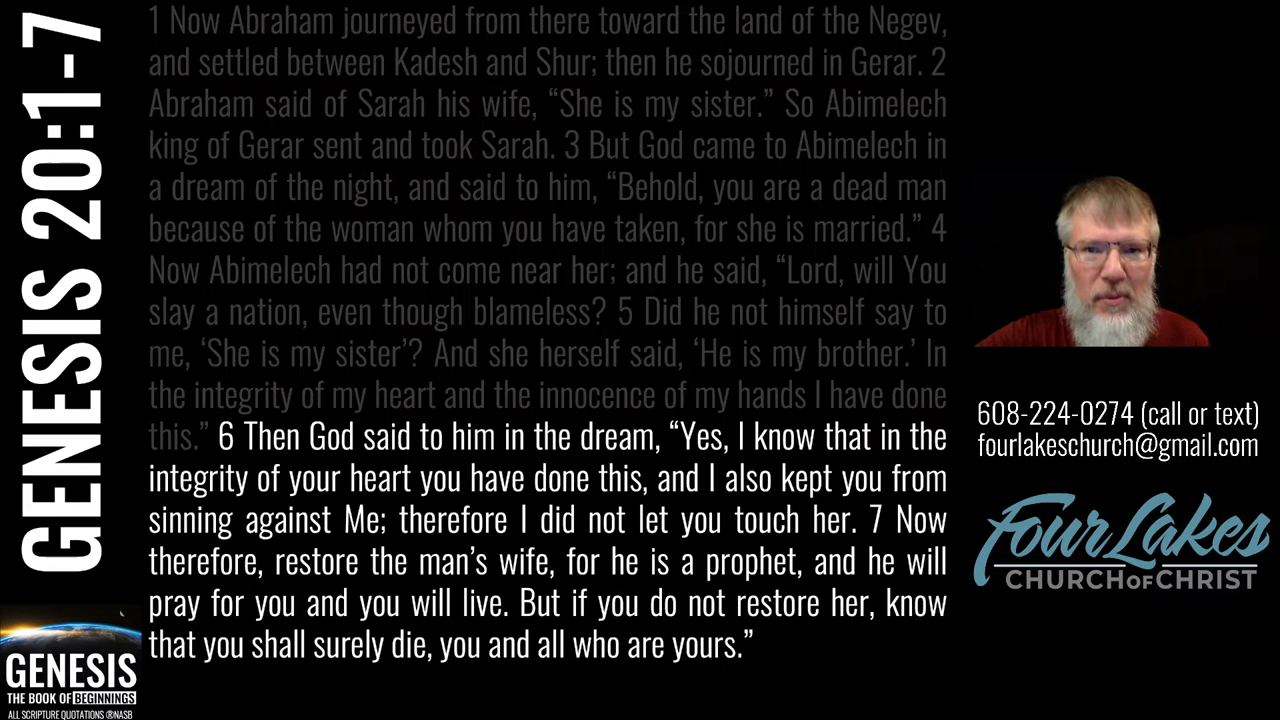 GENESIS 20:1-7
1 Now Abraham journeyed from there toward the land of the Negev,
and settled between Kadesh and Shur; then he sojourned in Gerar. 2
Abraham said of Sarah his wife, “She is my sister.” So Abimelech
king of Gerar sent and took Sarah. 3 But God came to Abimelech in
a dream of the night, and said to him, “Behold, you are a dead man
because of the woman whom you have taken, for she is married.” 4
Now Abimelech had not come near her; and he said, “Lord, will You
slay a nation, even though blameless? 5 Did he not himself say to
me, ‘She is my sister’? And she herself said, ‘He is my brother.’ In
the integrity of my heart and the innocence of my hands I have done
this.” 6 Then God said to him in the dream, “Yes, I know that in the
integrity of your heart you have done this, and I also kept you from
sinning against Me; therefore I did not let you touch her. 7 Now
therefore, restore the man’s wife, for he is a prophet, and he will
pray for you and you will live. But if you do not restore her, know
that you shall surely die, you and all who are yours.”
GENESIS
THE BOOK OF BEGINNINGS
ALL SCRIPTURE QUOTATIONS ®NASB
608-224-0274 (call or text)
fourlakeschurch@gmail.com
Four Lakes
CHURCH OF CHRIST